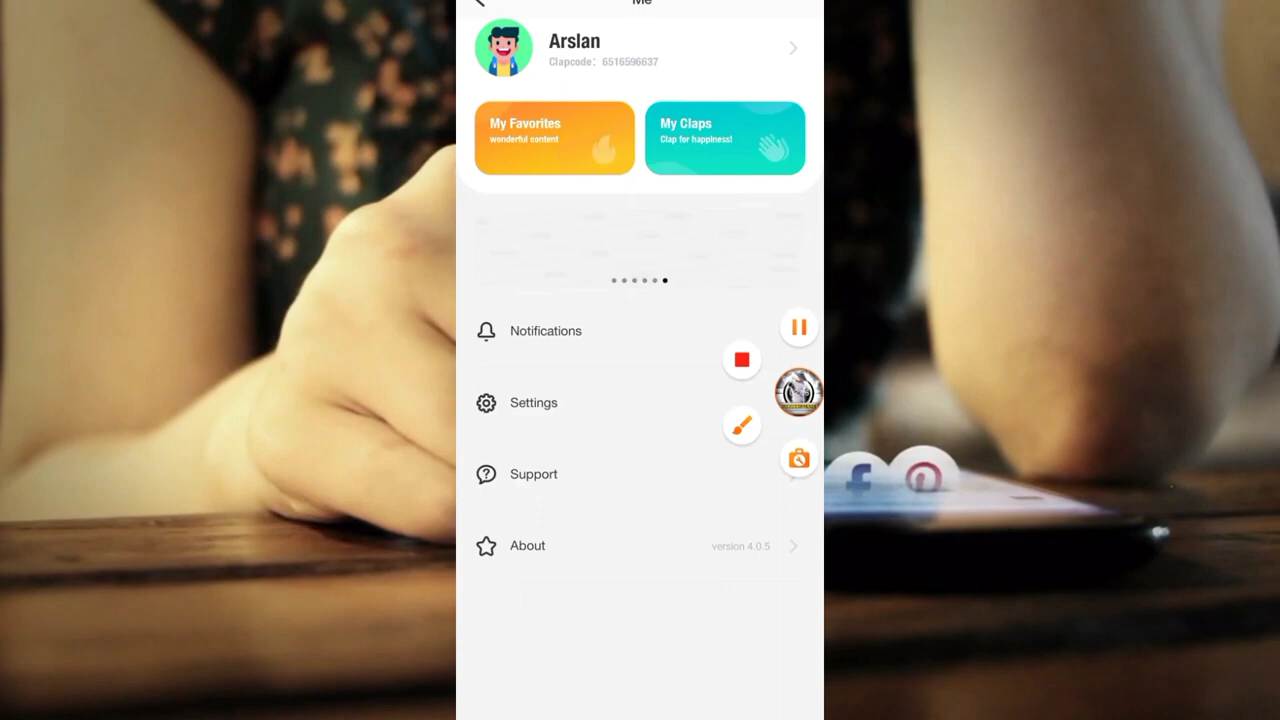 Me
Arslan
Clapcode: 6516596637
My Favorites
wonderful content
My Claps
Clap for happiness!
Notifications
Settings
Support
About
version 4.0.5